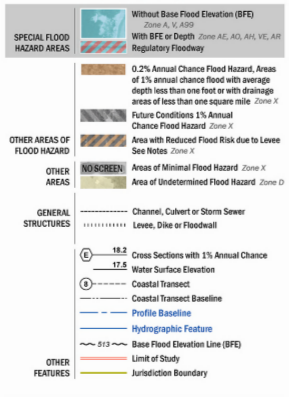 Without Base Flood Elevation (BFE)
Zone A, V, A99
SPECIAL FLOOD
HAZARD AREAS
With BFE or Depth Zone AE, AO, AH, VE, AR
Regulatory Floodway
0.2% Annual Chance Flood Hazard, Areas
of 1% annual chance flood with average
depth less than one foot or with drainage
areas of less than one square mile Zone X
Future Conditions 1% Annual
Chance Flood Hazard Zone X
OTHER AREAS OF
FLOOD HAZARD
Area with Reduced Flood Risk due to Levee
See Notes Zone X
OTHER
AREAS
NO SCREEN Areas of Minimal Flood Hazard Zone X
Area of Undetermined Flood Hazard Zone D
GENERAL
STRUCTURES
Channel, Culvert or Storm Sewer
Levee, Dike or Floodwall
E 18.2 Cross Sections with 1% Annual Chance
17.5 Water Surface Elevation
8 Coastal Transect
Coastal Transect Baseline
Profile Baseline
Hydrographic Feature
513 Base Flood Elevation Line (BFE)
OTHER
FEATURES
Limit of Study
Jurisdiction Boundary